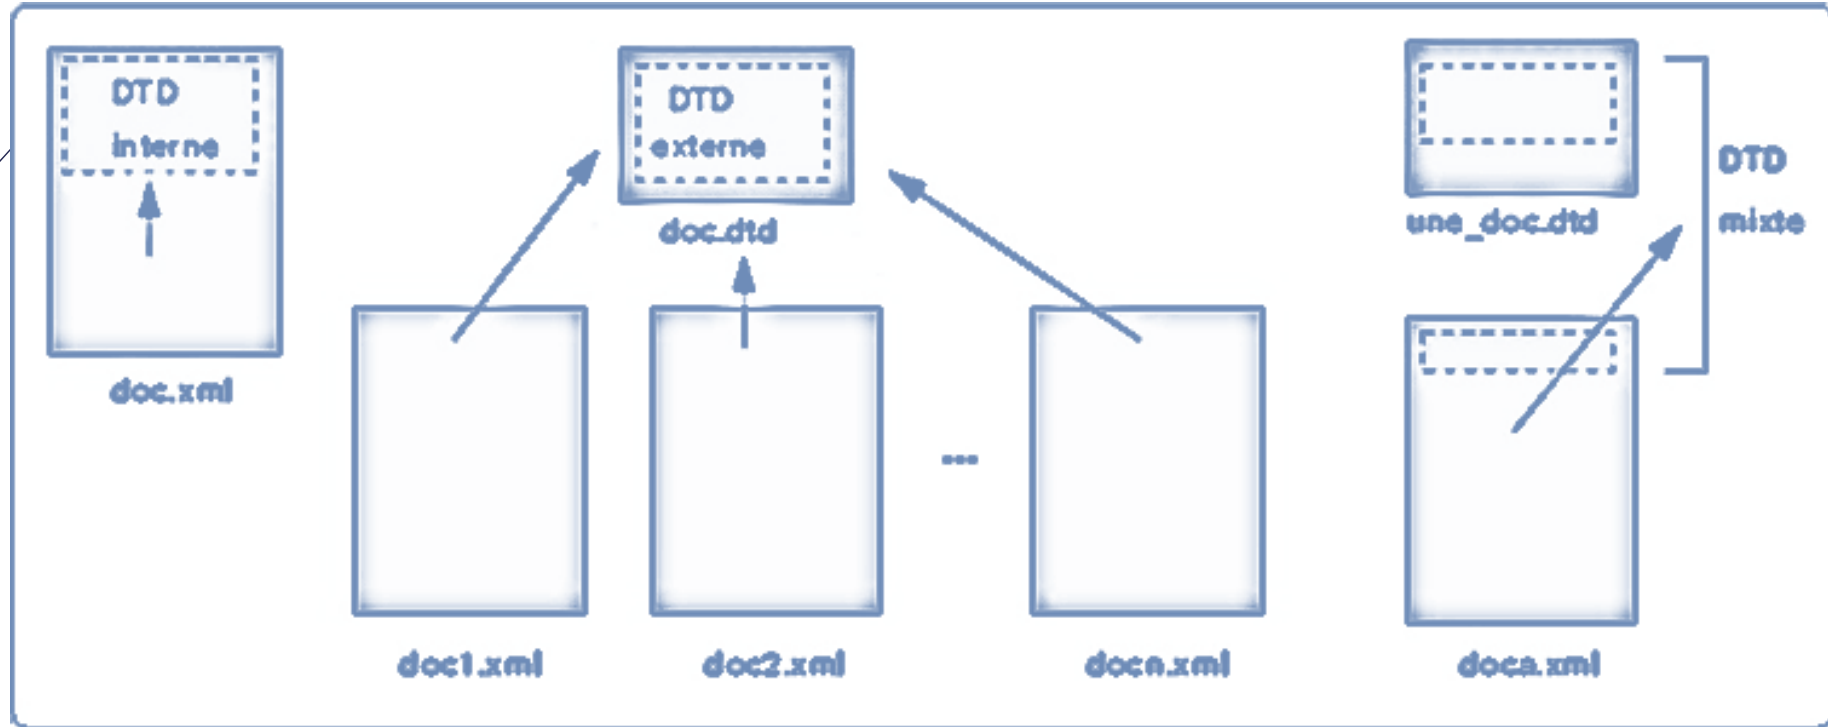 DTD
interne
doc.xml
DTD
externe
doc.dtd
doc1.xml
doc2.xml
...
docn.xml
une_doc.dtd
DTD
mixte
doca.xml